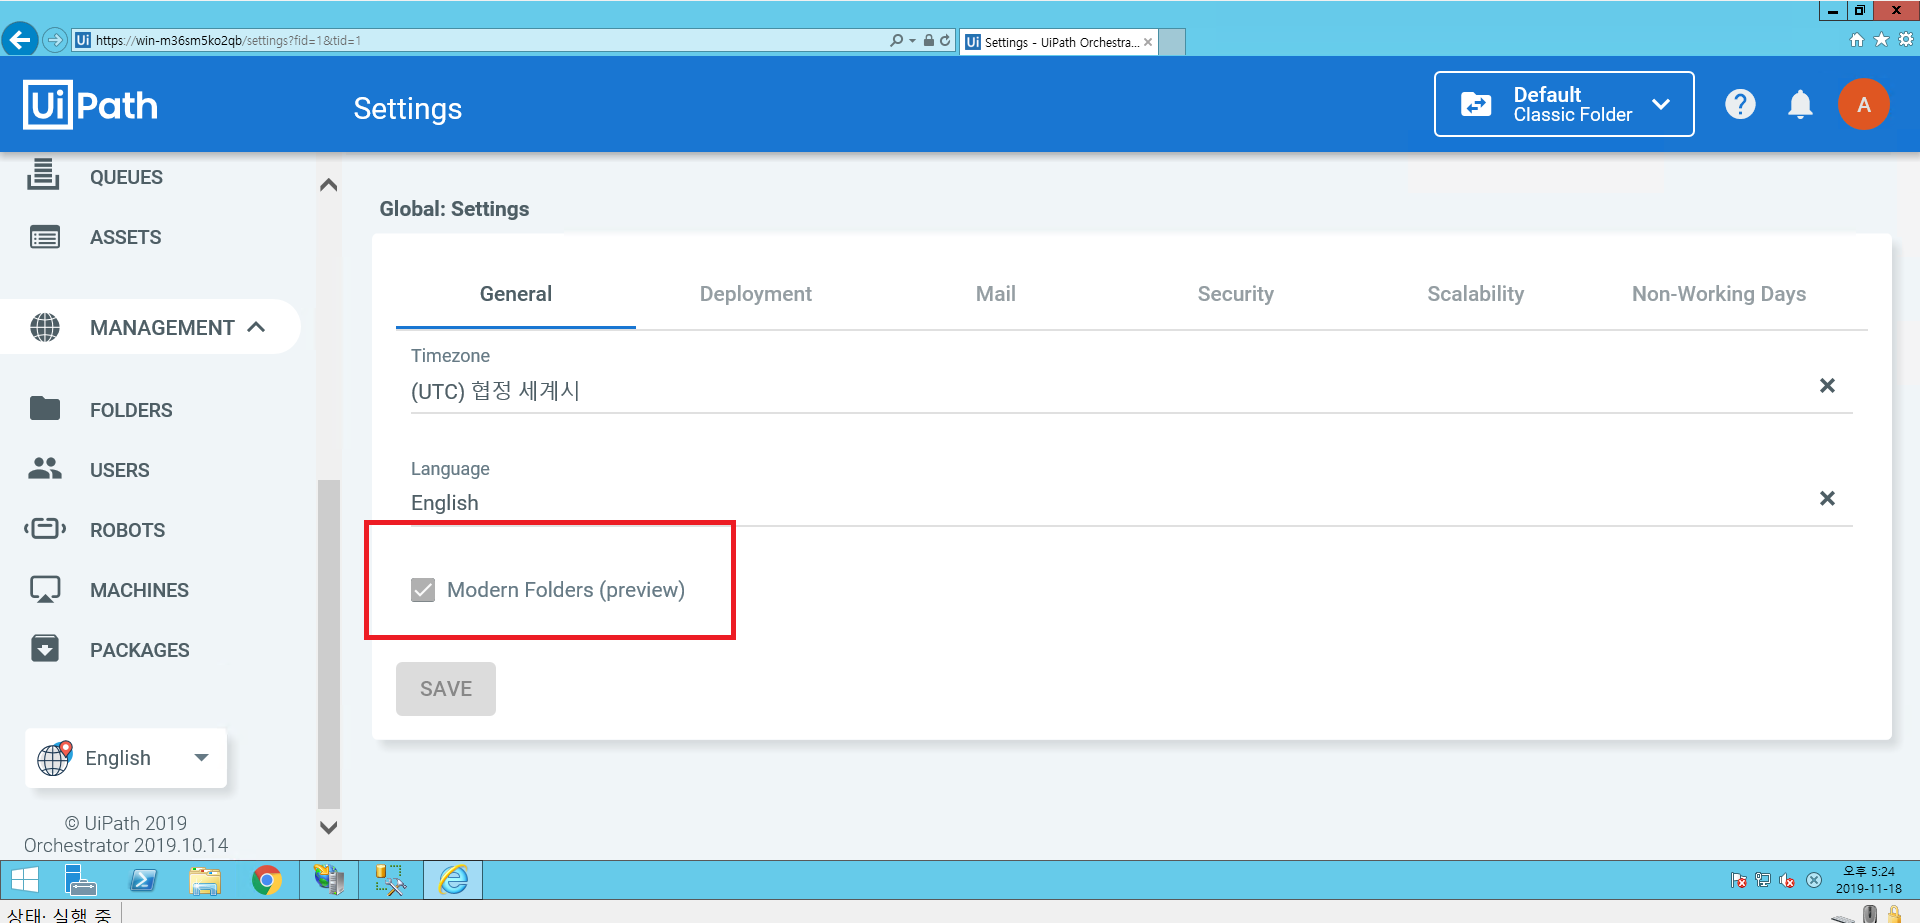 https://win-m36sm5ko2qb/settings?fid=1&tid=1
Ui
Settings - UiPath Orchestra...
UiPath
Settings
Default
Classic Folder
A
QUEUES
ASSETS
MANAGEMENT
FOLDERS
USERS
ROBOTS
MACHINES
PACKAGES
English
© UiPath 2019
Orchestrator 2019.10.14
Global: Settings
General
Deployment
Mail
Security
Scalability
Non-Working Days
Timezone
(UTC) 협정 세계시
Language
English
Modern Folders (preview)
SAVE
오후 5:24
2019-11-18
상태: 실행 중